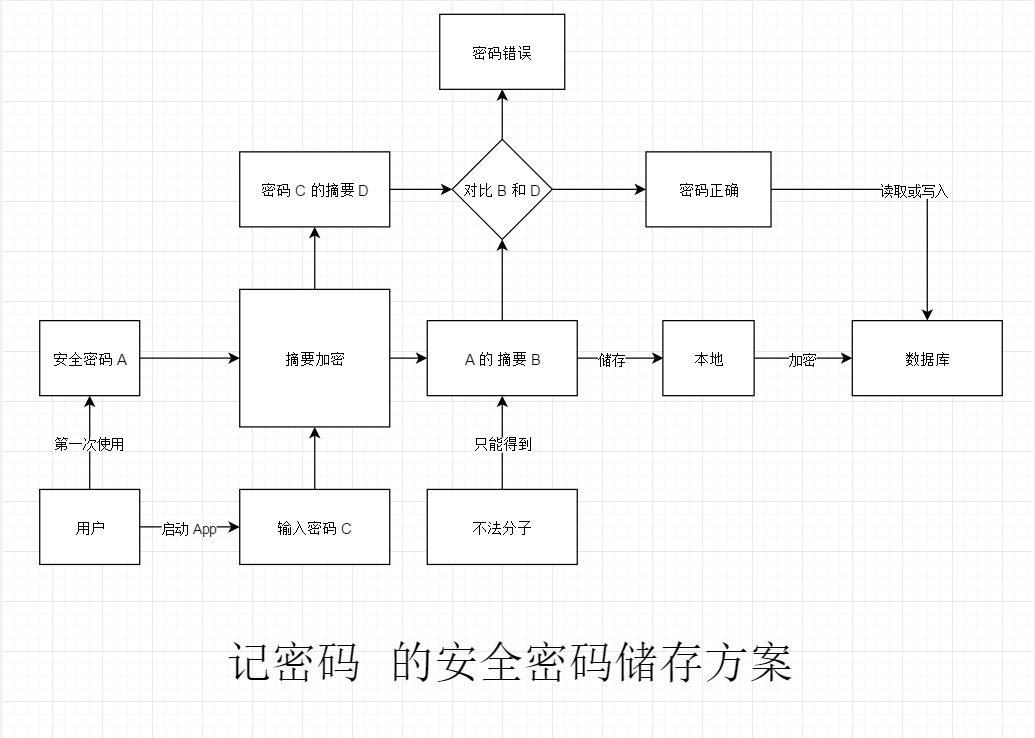 密码错误
密码 C 的摘要 D
对比 B 和 D
密码正确
读取或写入
安全密码 A
摘要加密
A 的 摘要 B
储存
本地
加密
数据库
第一次使用
只能得到
用户
启动 App
输入密码 C
不法分子
记密码 的安全密码储存方案